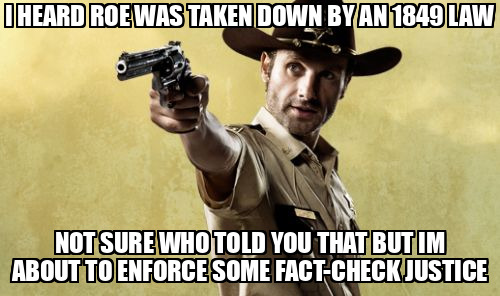 I HEARD ROE WAS TAKEN DOWN BY AN 1849 LAW
NOT SURE WHO TOLD YOU THAT BUT IM
ABOUT TO ENFORCE SOME FACT-CHECK JUSTICE